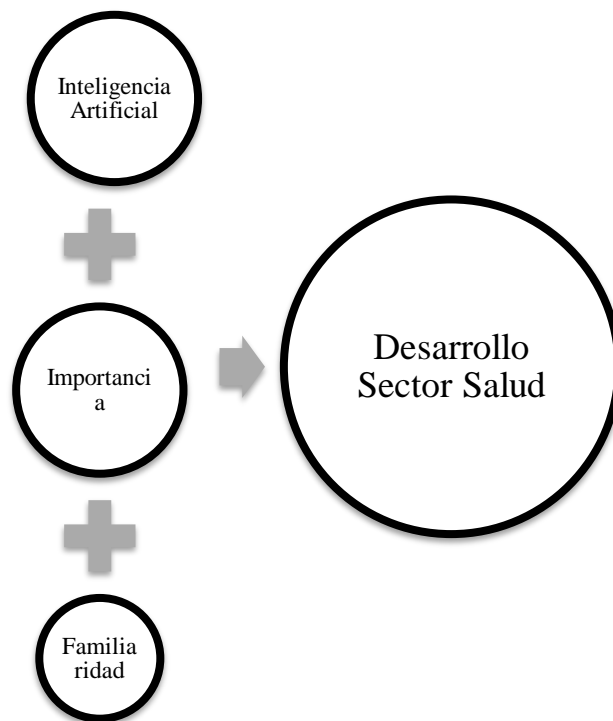 Inteligencia
Artificial
Importanci
a
Familia
ridad
Desarrollo
Sector Salud